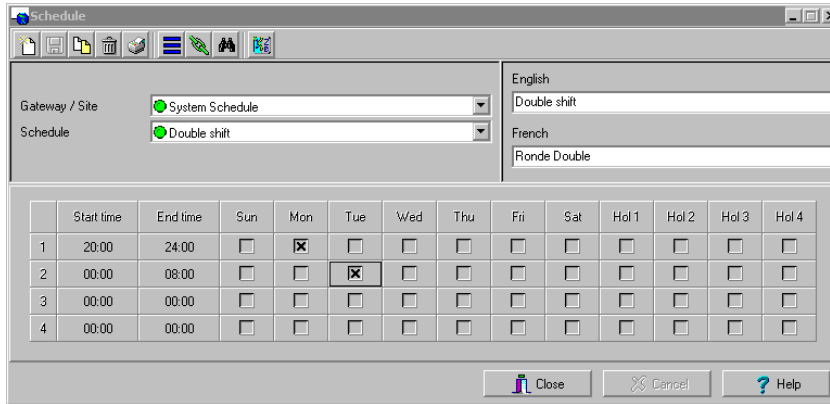 Schedule
English
Gateway / Site System Schedule Double shift
Schedule Double shift French
Ronde Double
Start time End time Sun Mon Tue Wed Thu Fri Sat Hol 1 Hol 2 Hol 3 Hol 4
1 20:00 24:00
2 00:00 08:00
3 00:00 00:00
4 00:00 00:00
Close Cancel ? Help